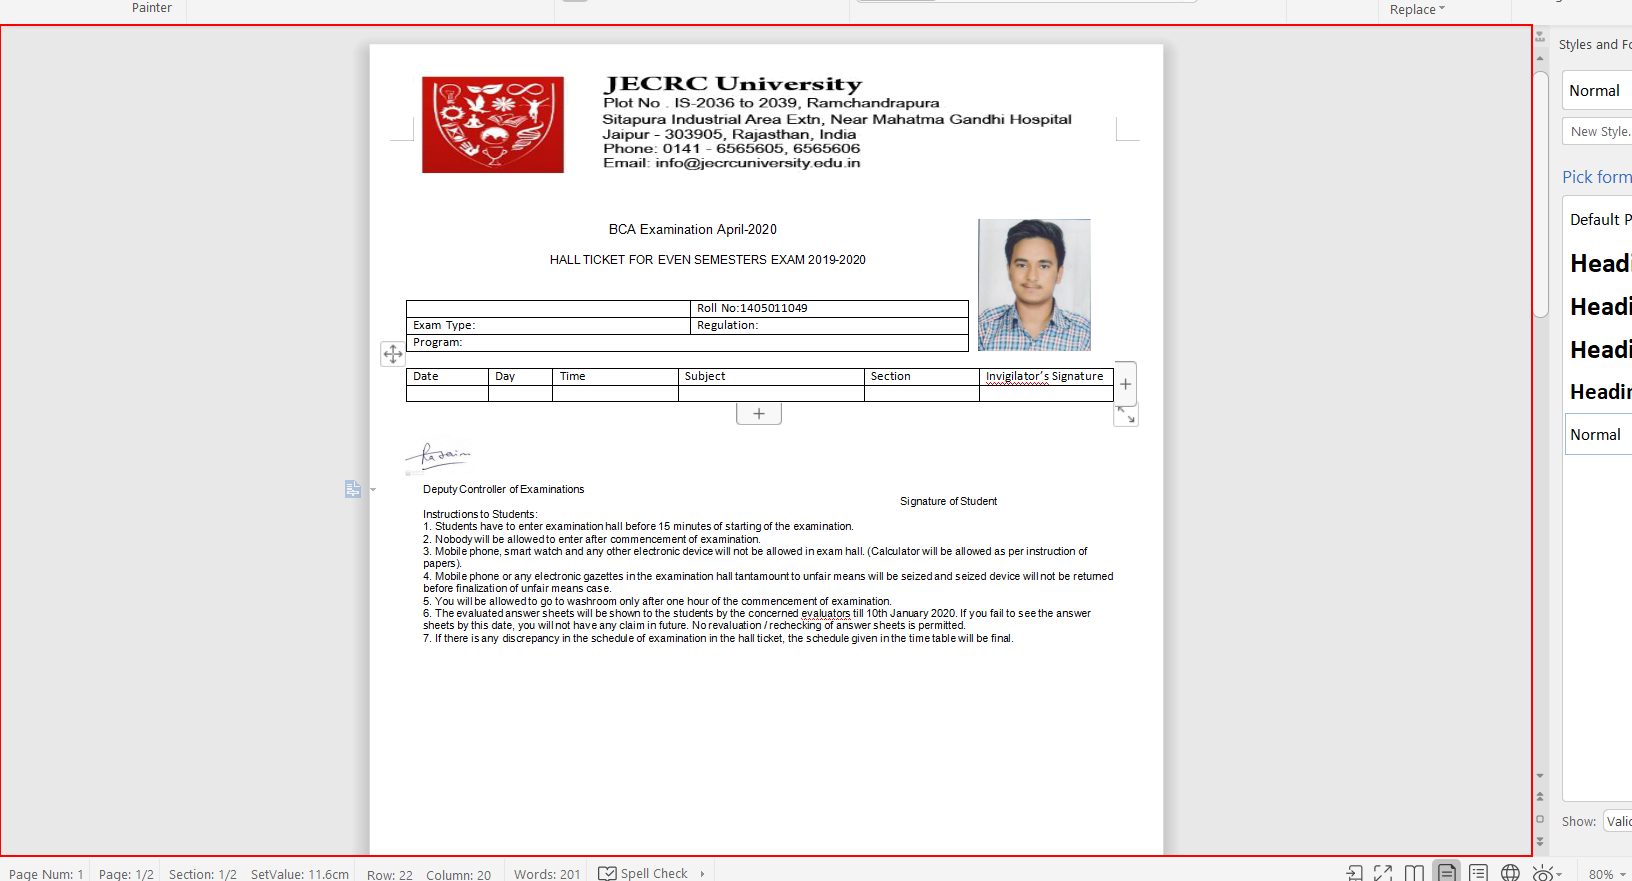 Painter
Replace
JECRC University
Plot No . IS-2036 to 2039, Ramchandrapura
Sitapura Industrial Area Extn, Near Mahatma Gandhi Hospital
Jaipur - 303905, Rajasthan, India
Phone: 0141 - 6565605, 6565606
Email: info@jecrcuniversity.edu.in
BCA Examination April-2020
HALL TICKET FOR EVEN SEMESTERS EXAM 2019-2020
Roll No:1405011049
Exam Type: Regulation:
Program:
Date Day Time Subject Section Invigilator’s Signature
Deputy Controller of Examinations
Signature of Student
Instructions to Students:
1. Students have to enter examination hall before 15 minutes of starting of the examination.
2. Nobody will be allowed to enter after commencement of examination.
3. Mobile phone, smart watch and any other electronic device will not be allowed in exam hall. (Calculator will be allowed as per instruction of
papers).
4. Mobile phone or any electronic gazettes in the examination hall tantamount to unfair means will be seized and seized device will not be returned
before finalization of unfair means case.
5. You will be allowed to go to washroom only after one hour of the commencement of examination.
6. The evaluated answer sheets will be shown to the students by the concerned evaluators till 10th January 2020. If you fail to see the answer
sheets by this date, you will not have any claim in future. No revaluation / rechecking of answer sheets is permitted.
7. If there is any discrepancy in the schedule of examination in the hall ticket, the schedule given in the time table will be final.
Styles and Fo
Normal
New Style.
Pick form
Default P
Headi
Headi
Headi
Headin
Normal
Show: Valid
Page Num: 1 Page: 1/2 Section: 1/2 SetValue: 11.6cm Row: 22 Column: 20 Words: 201 Spell Check 80%